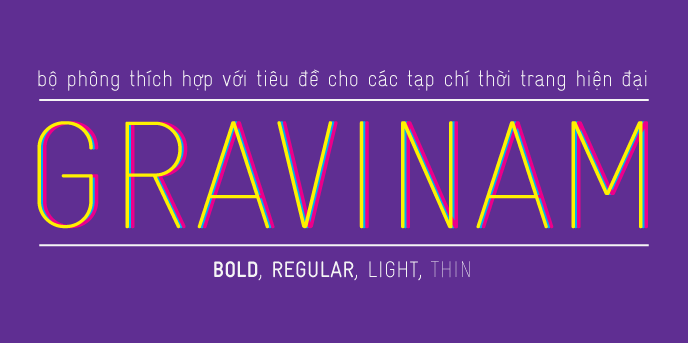 bộ phông thích hợp với tiêu đề cho các tạp chí thời trang hiện đại
GRAVINAM
BOLD, REGULAR, LIGHT, THIN